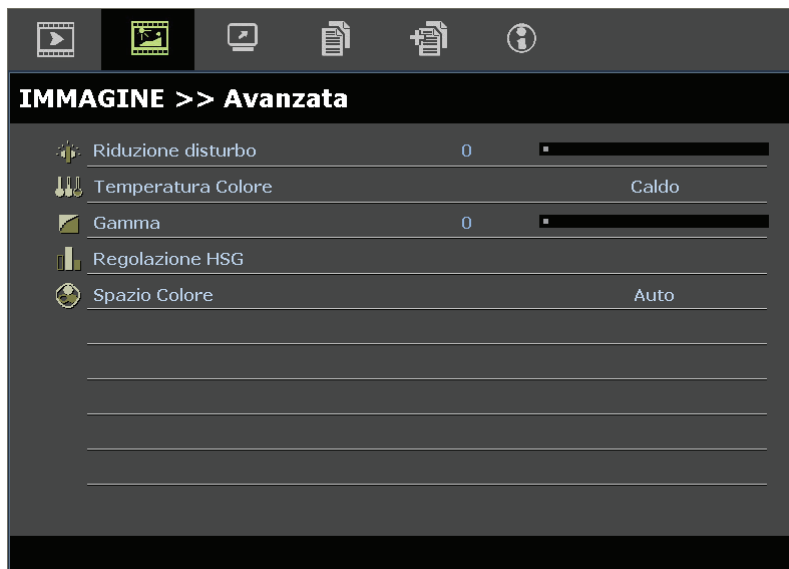 IMMAGINE >> Avanzata
Riduzione disturbo 0
Temperatura Colore Caldo
Gamma 0
Regolazione HSG
Spazio Colore Auto